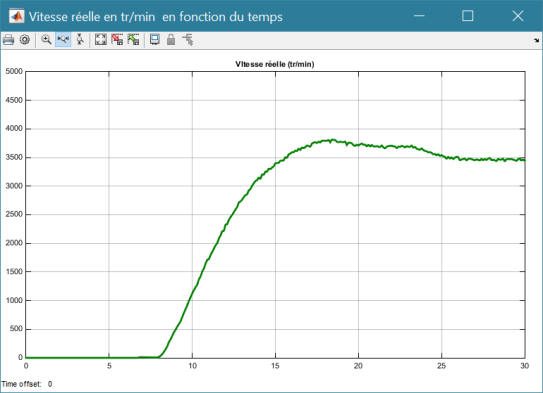 Vitesse réelle en tr/min en fonction du temps
VItesse réelle (tr/min)
5000
4500
4000
3500
3000
2500
2000
1500
1000
500
0
0 5 10 15 20 25 30
Time offset: 0